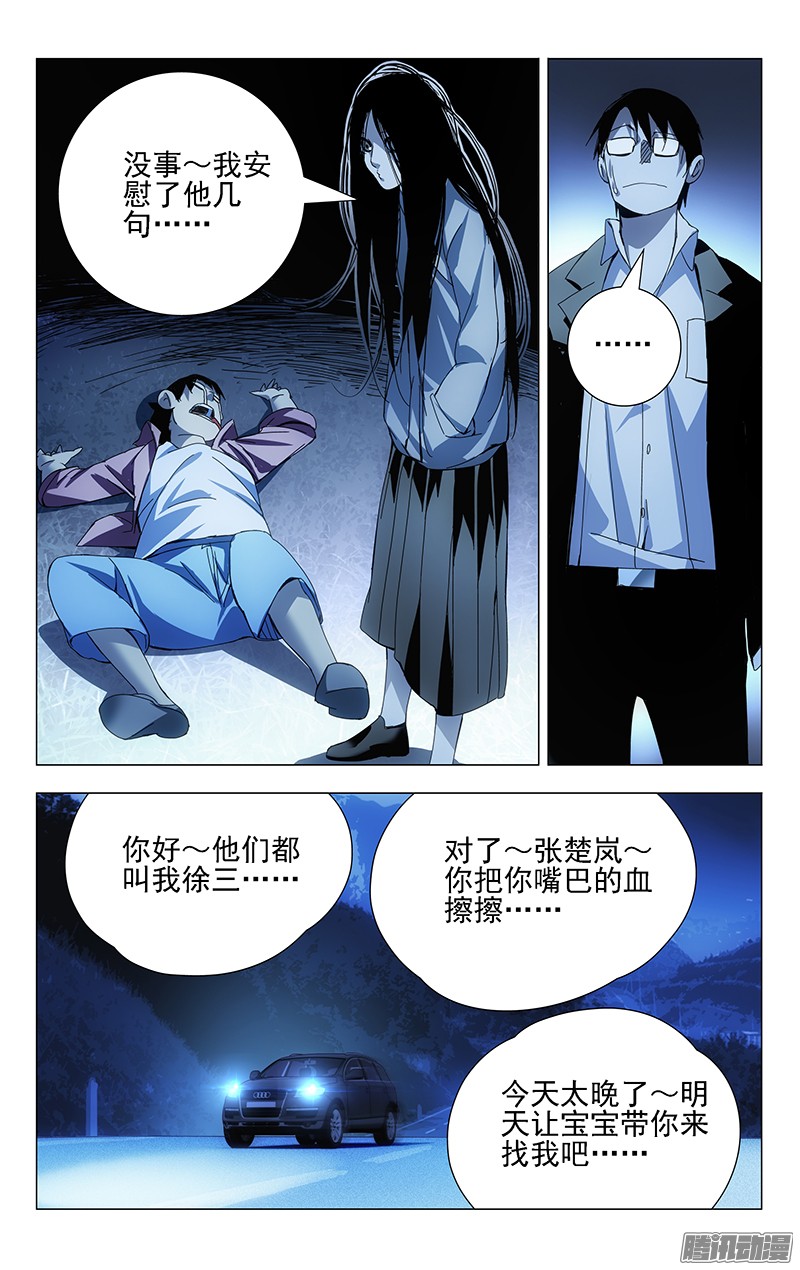 没事～我安
慰了他几
句……
……
你好～他们都
叫我徐三……
对了～张楚岚～
你把你嘴巴的血
擦擦……
今天太晚了～明
天让宝宝带你来
找我吧……
腾讯动漫